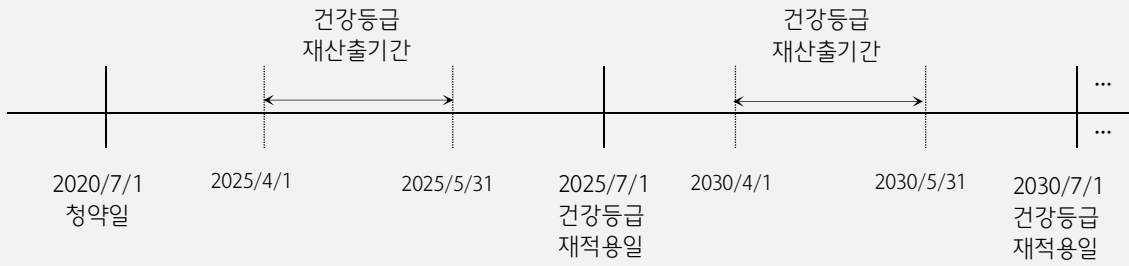 건강등급
재산출기간
건강등급
재산출기간
...
...
2020/7/1
청약일
2025/4/1
2025/5/31
2025/7/1
건강등급
재적용일
2030/4/1
2030/5/31
2030/7/1
건강등급
재적용일